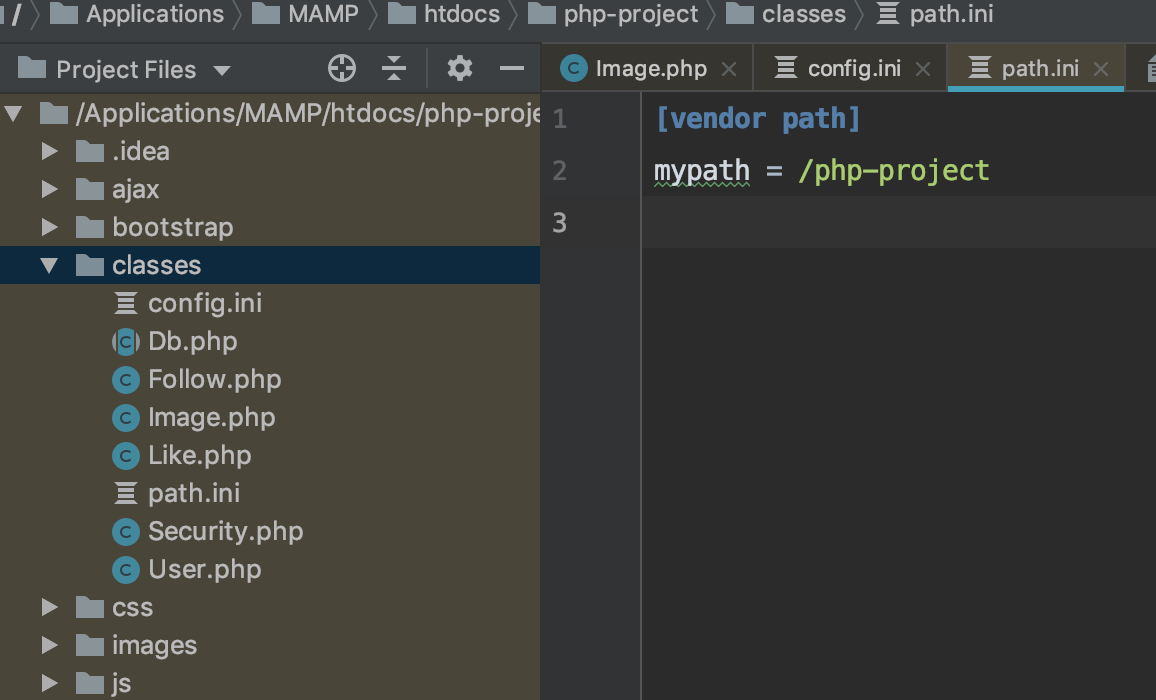 / Applications MAMP htdocs php-project classes path.ini
Project Files
Image.php config.ini path.ini
/Applications/MAMP/htdocs/php-proje
.idea
ajax
bootstrap
classes
config.ini
Db.php
Follow.php
Image.php
Like.php
path.ini
Security.php
User.php
css
images
js
1 [vendor path]
2 mypath = /php-project
3